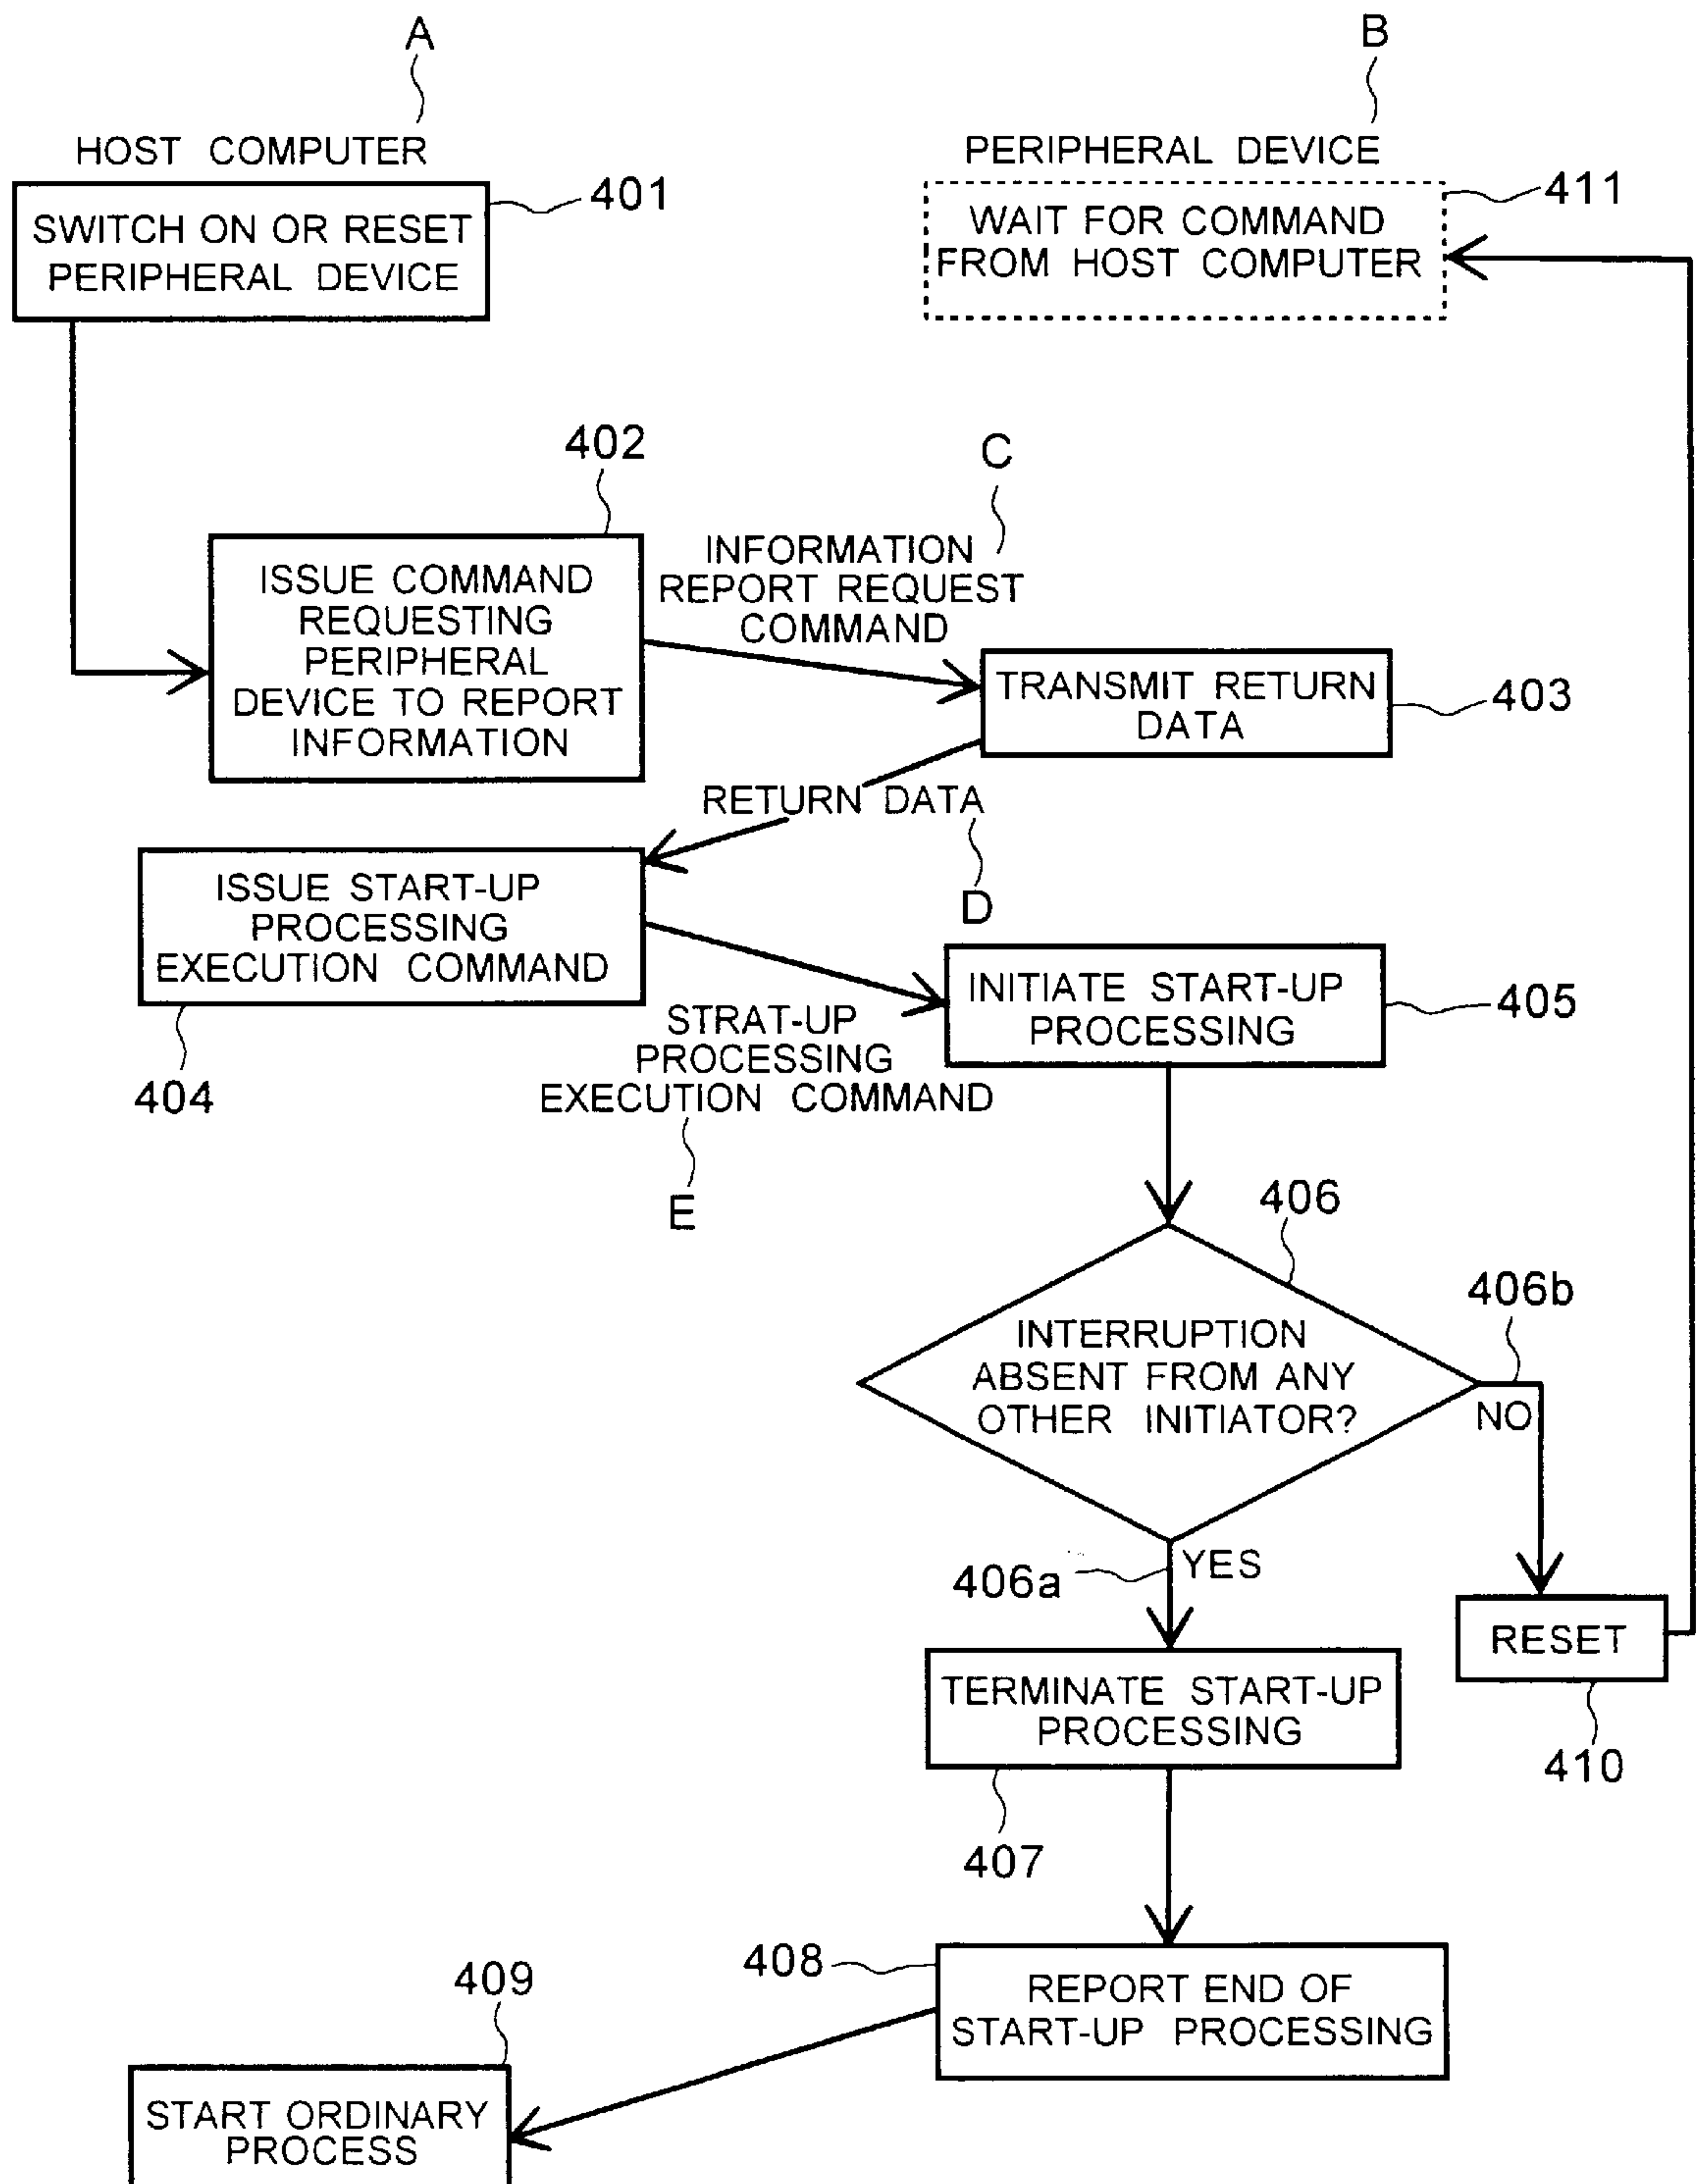 A
B
HOST COMPUTER
PERIPHERAL DEVICE
SWITCH ON OR RESET
PERIPHERAL DEVICE
401
WAIT FOR COMMAND
FROM HOST COMPUTER
411
402
C
ISSUE COMMAND
REQUESTING
PERIPHERAL
DEVICE TO REPORT
INFORMATION
INFORMATION
REPORT REQUEST
COMMAND
TRANSMIT RETURN
DATA
403
RETURN DATA
D
ISSUE START-UP
PROCESSING
EXECUTION COMMAND
404
STRAT-UP
PROCESSING
EXECUTION COMMAND
E
INITIATE START-UP
PROCESSING
405
406
INTERRUPTION
ABSENT FROM ANY
OTHER INITIATOR?
406b
NO
406a
YES
RESET
410
TERMINATE START-UP
PROCESSING
407
408
REPORT END OF
START-UP PROCESSING
409
START ORDINARY
PROCESS